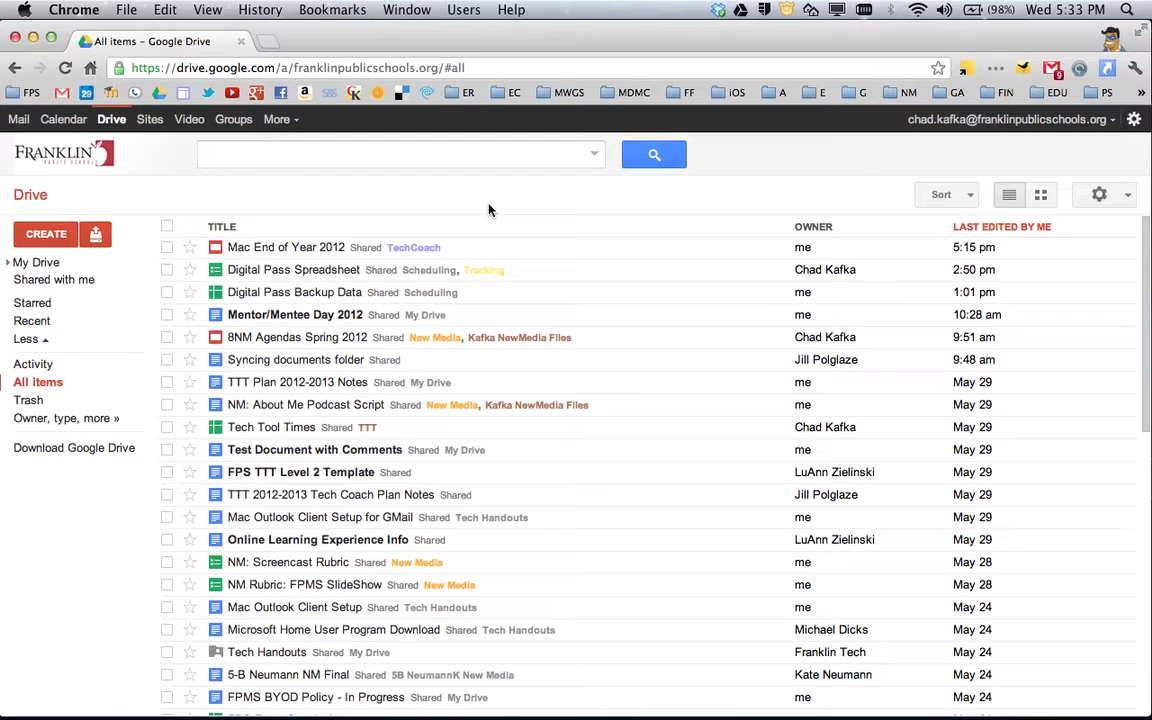 Chrome File Edit View History Bookmarks Window Users Help (98%) Wed 5:33 PM
All items – Google Drive
https://drive.google.com/a/franklinpublicschools.org/#all
FPS 29 SBS ER EC MWGS MDMC FF iOS A E G NM GA FIN EDU PS »
Mail Calendar Drive Sites Video Groups More chad.kafka@franklinpublicschools.org
FRANKLIN
PUBLIC SCHOOLS
Drive Sort
CREATE TITLE OWNER LAST EDITED BY ME
Mac End of Year 2012 Shared TechCoach me 5:15 pm
My Drive Digital Pass Spreadsheet Shared Scheduling, Tracking Chad Kafka 2:50 pm
Shared with me Digital Pass Backup Data Shared Scheduling me 1:01 pm
Starred Mentor/Mentee Day 2012 Shared My Drive me 10:28 am
Recent 8NM Agendas Spring 2012 Shared New Media, Kafka NewMedia Files Chad Kafka 9:51 am
Less Syncing documents folder Shared Jill Polglaze 9:48 am
Activity TTT Plan 2012-2013 Notes Shared My Drive me May 29
All items NM: About Me Podcast Script Shared New Media, Kafka NewMedia Files me May 29
Trash Tech Tool Times Shared TTT Chad Kafka May 29
Owner, type, more » Test Document with Comments Shared My Drive me May 29
Download Google Drive FPS TTT Level 2 Template Shared LuAnn Zielinski May 29
TTT 2012-2013 Tech Coach Plan Notes Shared Jill Polglaze May 29
Mac Outlook Client Setup for GMail Shared Tech Handouts me May 29
Online Learning Experience Info Shared LuAnn Zielinski May 29
NM: Screencast Rubric Shared New Media me May 28
NM Rubric: FPMS SlideShow Shared New Media me May 28
Mac Outlook Client Setup Shared Tech Handouts me May 24
Microsoft Home User Program Download Shared Tech Handouts Michael Dicks May 24
Tech Handouts Shared My Drive Franklin Tech May 24
5-B Neumann NM Final Shared 5B NeumannK New Media Kate Neumann May 24
FPMS BYOD Policy - In Progress Shared My Drive me May 24